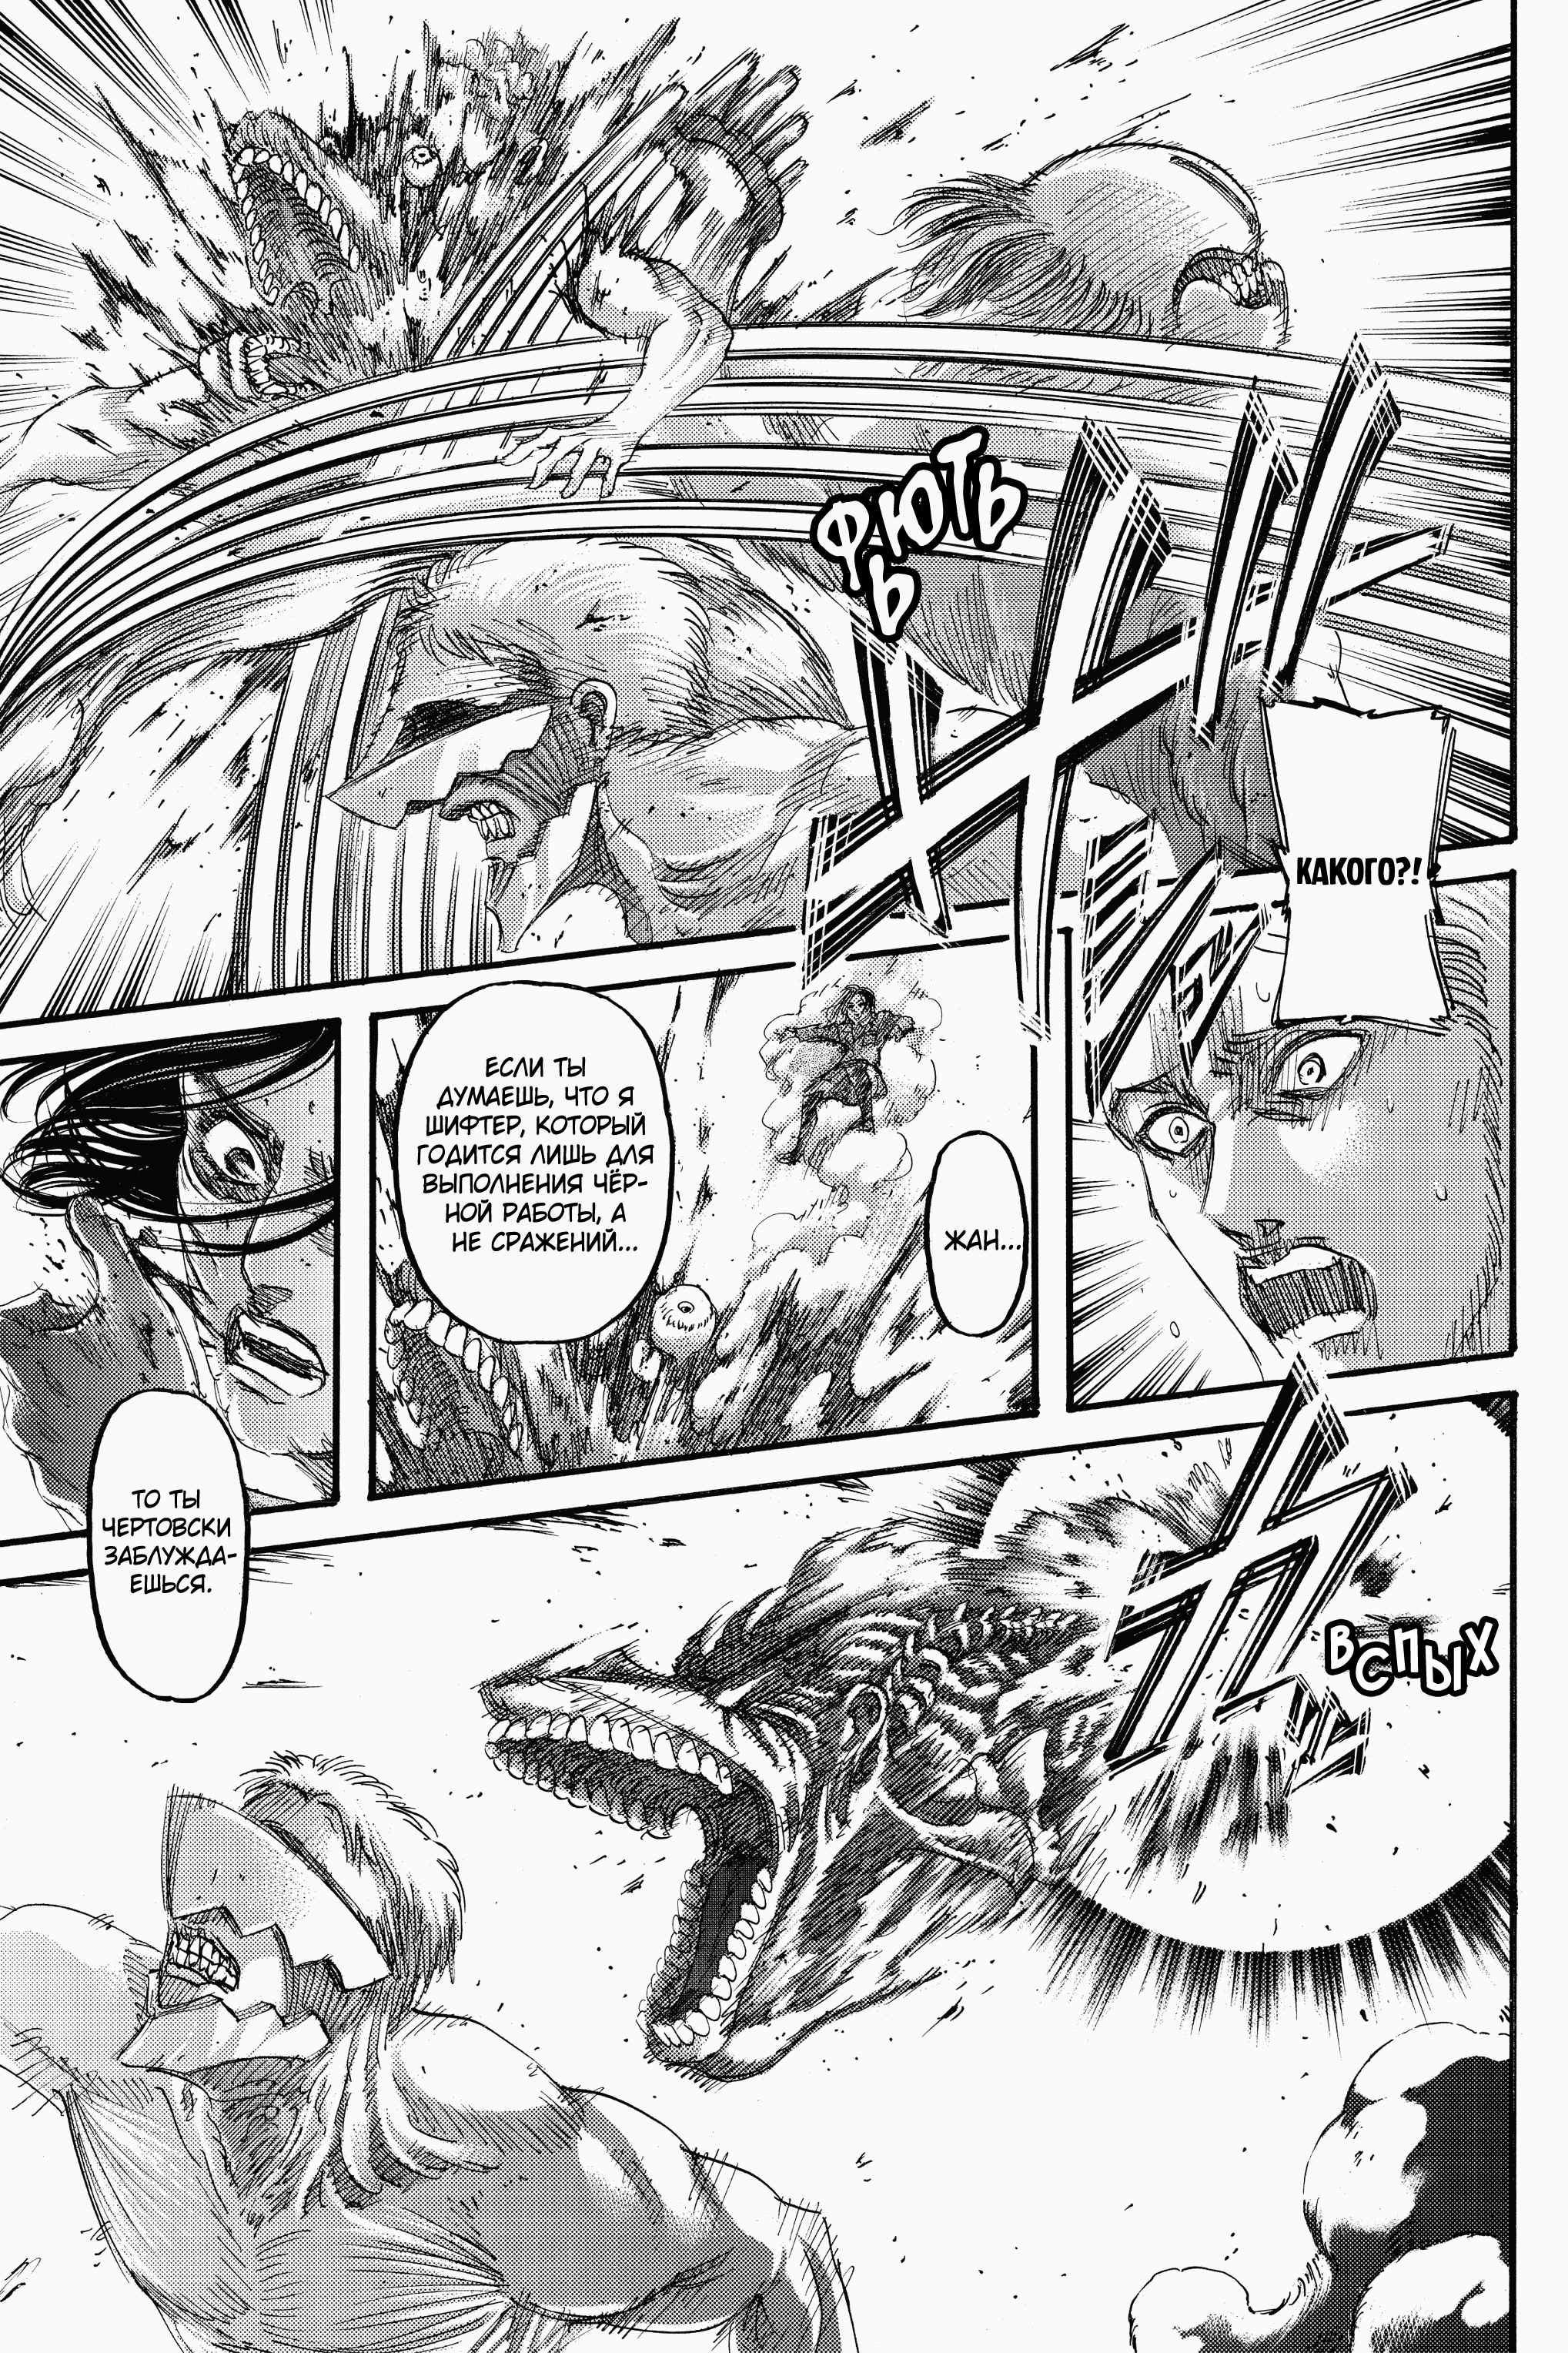 ФЮТЬ
Ь
КАКОГО?!
ЖАН...
ЕСЛИ ТЫ
ДУМАЕШЬ, ЧТО Я
ШИФТЕР, КОТОРЫЙ
ГОДИТСЯ ЛИШЬ ДЛЯ
ВЫПОЛНЕНИЯ ЧЁР-
НОЙ РАБОТЫ, А
НЕ СРАЖЕНИЙ...
ТО ТЫ
ЧЕРТОВСКИ
ЗАБЛУЖДА-
ЕШЬСЯ.
ВСПЫХ